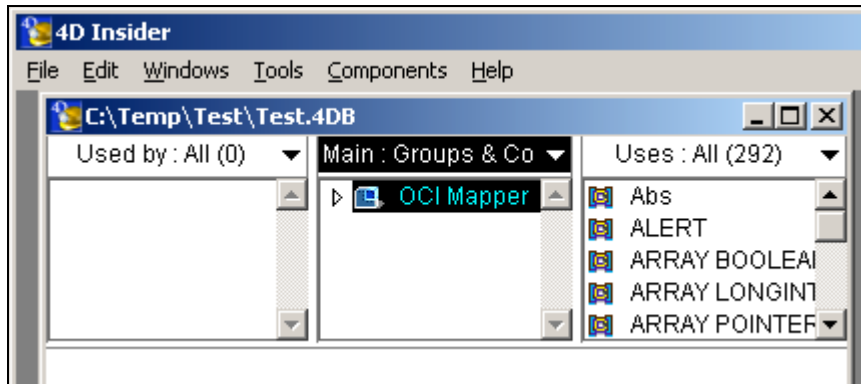 4D Insider
File Edit Windows Tools Components Help
C:\Temp\Test\Test.4DB
Used by : All (0) Main : Groups & Co Uses : All (292)
OCI Mapper
Abs
ALERT
ARRAY BOOLEAI
ARRAY LONGINT
ARRAY POINTER